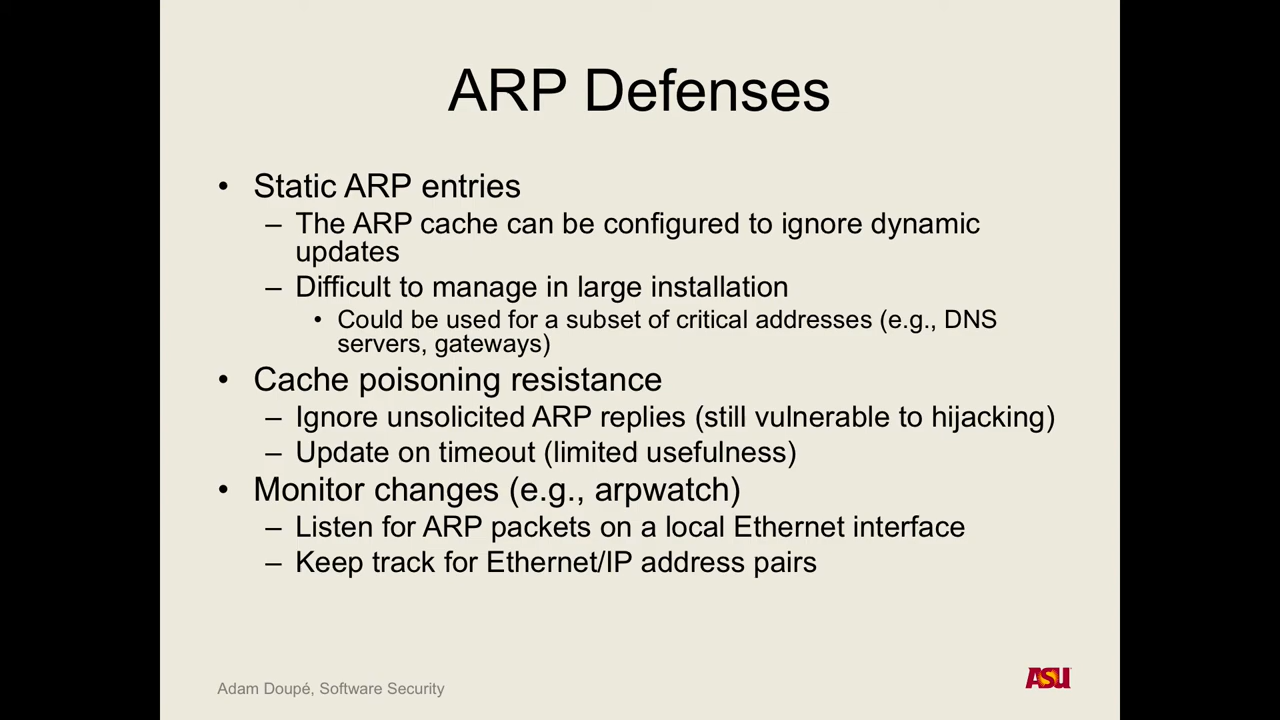 ARP Defenses
• Static ARP entries
– The ARP cache can be configured to ignore dynamic
updates
– Difficult to manage in large installation
• Could be used for a subset of critical addresses (e.g., DNS
servers, gateways)
• Cache poisoning resistance
– Ignore unsolicited ARP replies (still vulnerable to hijacking)
– Update on timeout (limited usefulness)
• Monitor changes (e.g., arpwatch)
– Listen for ARP packets on a local Ethernet interface
– Keep track for Ethernet/IP address pairs
Adam Doupé, Software Security
ASU